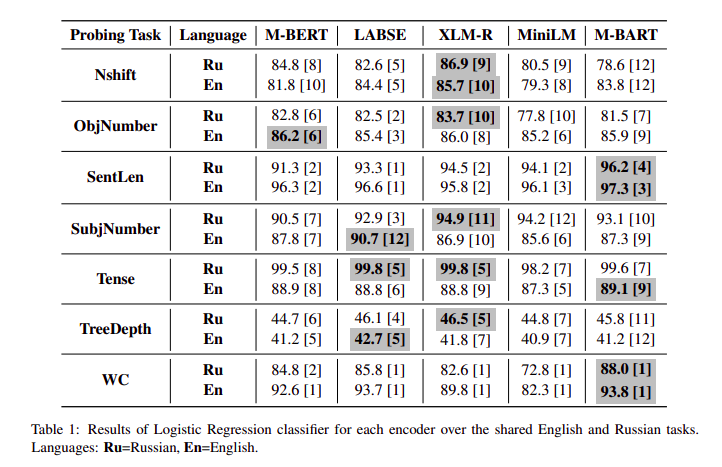 Probing Task Language M-BERT LABSE XLM-R MiniLM M-BART
Nshift Ru 84.8 [8] 82.6 [5] 86.9 [9] 80.5 [9] 78.6 [12]
En 81.8 [10] 84.4 [5] 85.7 [10] 79.3 [8] 83.8 [12]
ObjNumber Ru 82.8 [6] 82.5 [2] 83.7 [10] 77.8 [10] 81.5 [7]
En 86.2 [6] 85.4 [3] 86.0 [8] 85.2 [6] 85.9 [9]
SentLen Ru 91.3 [2] 93.3 [1] 94.5 [2] 94.1 [2] 96.2 [4]
En 96.3 [2] 96.6 [1] 95.8 [2] 96.1 [3] 97.3 [3]
SubjNumber Ru 90.5 [7] 92.9 [3] 94.9 [11] 94.2 [12] 93.1 [10]
En 87.8 [7] 90.7 [12] 86.9 [10] 85.6 [6] 87.3 [9]
Tense Ru 99.5 [8] 99.8 [5] 99.8 [5] 98.2 [7] 99.6 [7]
En 88.9 [8] 88.8 [6] 88.8 [9] 87.3 [5] 89.1 [9]
TreeDepth Ru 44.7 [6] 46.1 [4] 46.5 [5] 44.8 [7] 45.8 [11]
En 41.2 [5] 42.7 [5] 41.8 [7] 40.9 [7] 41.2 [12]
WC Ru 84.8 [2] 85.8 [1] 82.6 [1] 72.8 [1] 88.0 [1]
En 92.6 [1] 93.7 [1] 89.8 [1] 82.3 [1] 93.8 [1]
Table 1: Results of Logistic Regression classifier for each encoder over the shared English and Russian tasks.
Languages: Ru=Russian, En=English.